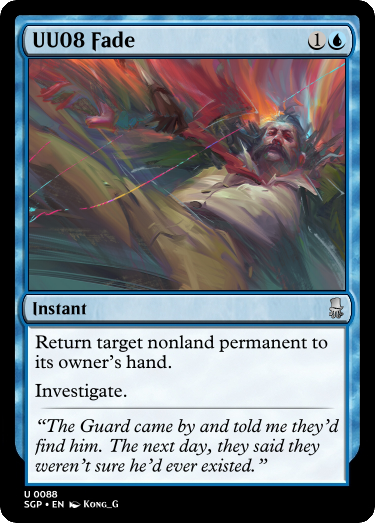 UU08 Fade
1
Instant
Return target nonland permanent to
its owner's hand.
Investigate.
"The Guard came by and told me they'd
find him. The next day, they said they
weren't sure he'd ever existed."
U 0088
SGP • EN Kong_G